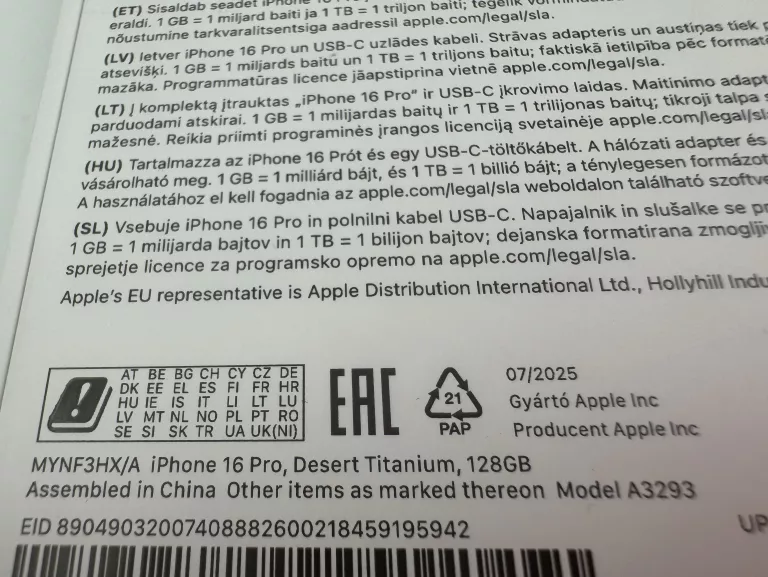 (ET) Sisaldab seadet iPhone 16 Pro
eraldi. 1 GB = 1 miljard baiti ja 1 TB = 1 triljon baiti; tegelik
nõustumine tarkvaralitsentsiga aadressil apple.com/legal/sla.
(LV) Ietver iPhone 16 Pro un USB-C uzlādes kabeli. Strāvas adapteris un austiņas tiek
atsevišķi. 1 GB = 1 miljards baitu un 1 TB = 1 triljons baitu; faktiskā ietilpība pēc
mazāka. Programmatūras licence jāapstiprina vietnē apple.com/legal/sla.
(LT) Į komplektą įtrauktas „iPhone 16 Pro" ir USB-C įkrovimo laidas. Maitinimo
parduodami atskirai. 1 GB = 1 milijardas baitų ir 1 TB = 1 trilijonas baitų; tikroji talpa
mažesnė. Reikia priimti programinės įrangos licenciją svetainėje apple.com/legal/sla
(HU) Tartalmazza az iPhone 16 Prót és egy USB-C-töltőkábelt. A hálózati adapter és
vásárolható meg. 1 GB = 1 milliárd bájt, és 1 TB = 1 billió bájt; a ténylegesen
A használatához el kell fogadnia az apple.com/legal/sla weboldalon található
(SL) Vsebuje iPhone 16 Pro in polnilni kabel USB-C. Napajalnik in slušalke se
1 GB = 1 milijarda bajtov in 1 TB = 1 bilijon bajtov; dejanska formatirana
sprejetje licence za programsko opremo na apple.com/legal/sla.
Apple's EU representative is Apple Distribution International Ltd., Hollyhill
AT BE BG CH CY CZ DE
DK EE EL ES FI FR HR
HU IE IS IT LI LT LU
LV MT NL NO PL PT RO
SE SI SK TR UA UK(NI)
EAC
21
PAP
07/2025
Gyártó Apple Inc
Producent Apple Inc
MYNF3HX/A iPhone 16 Pro, Desert Titanium, 128GB
Assembled in China Other items as marked thereon Model A3293
EID 89049032007408882600218459195942
UP